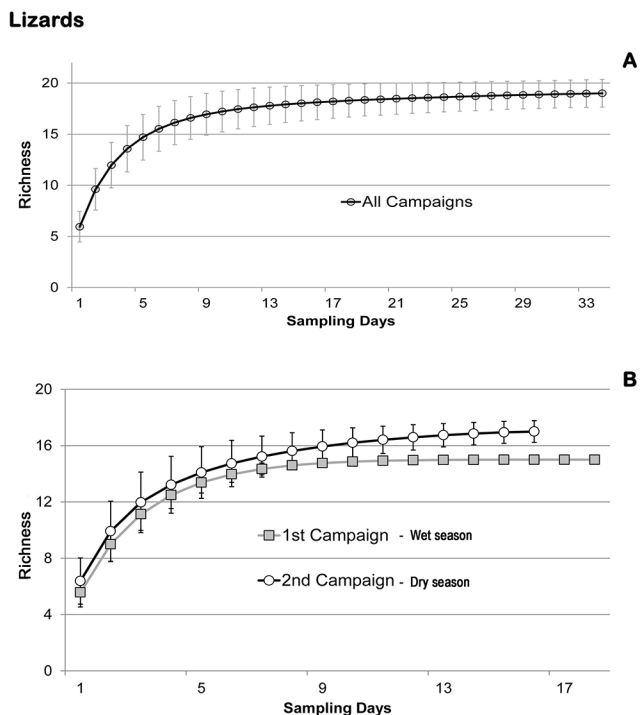 Lizards
A
20
15
10
5
0
Richness
All Campaigns
1 5 9 13 17 21 25 29 33
Sampling Days
B
20
16
12
8
4
0
Richness
1st Campaign - Wet season
2nd Campaign - Dry season
1 5 9 13 17
Sampling Days